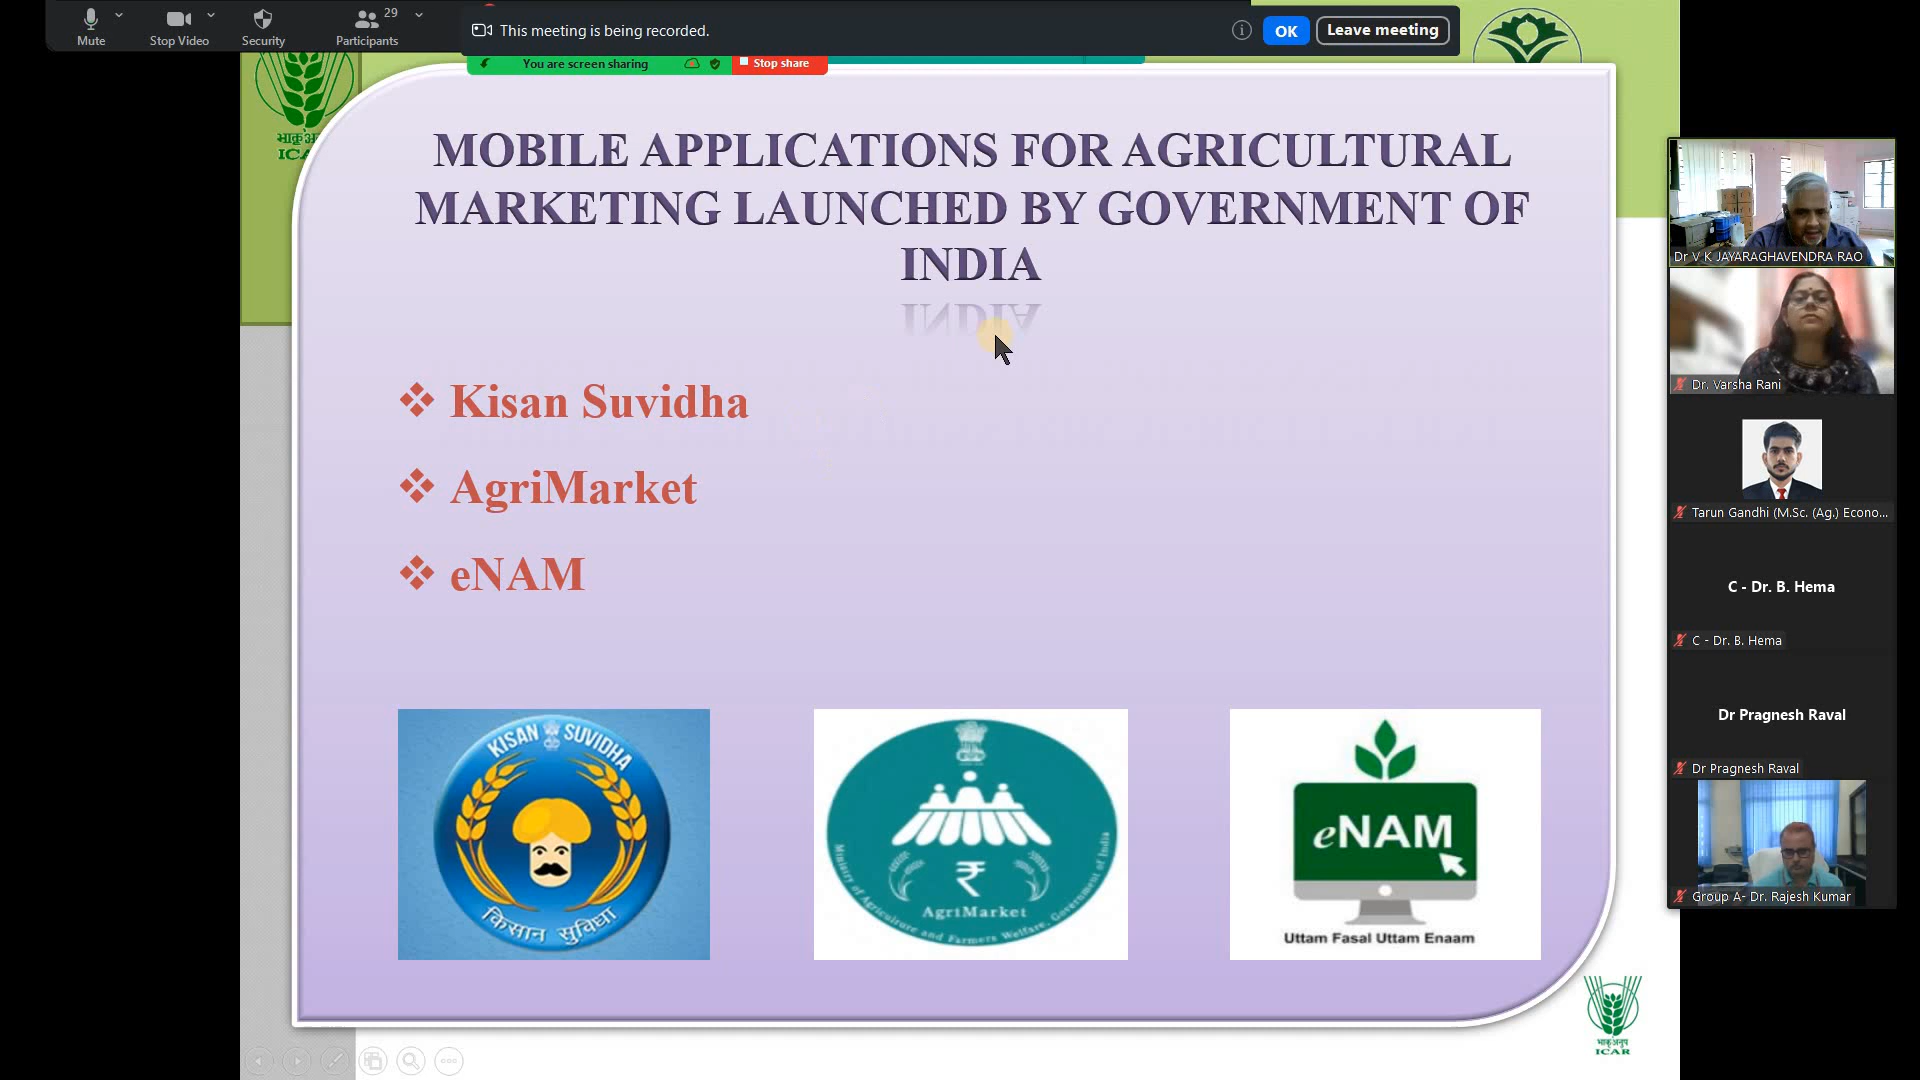 Mute
Stop Video
Security
Participants
29
This meeting is being recorded.
OK
Leave meeting
You are screen sharing
Stop share
MOBILE APPLICATIONS FOR AGRICULTURAL
MARKETING LAUNCHED BY GOVERNMENT OF
INDIA
❖ Kisan Suvidha
❖ AgriMarket
❖ eNAM
KISAN SUVIDHA
किसान सुविधा
₹
AgriMarket
Ministry of Agriculture and Farmers Welfare, Government of India
eNAM
Uttam Fasal Uttam Enaam
भाकृअनुप
ICAR
Dr V K JAYARAGHAVENDRA RAO
Dr. Varsha Rani
Tarun Gandhi (M.Sc. (Ag.) Econo...
C - Dr. B. Hema
C - Dr. B. Hema
Dr Pragnesh Raval
Dr Pragnesh Raval
Group A- Dr. Rajesh Kumar